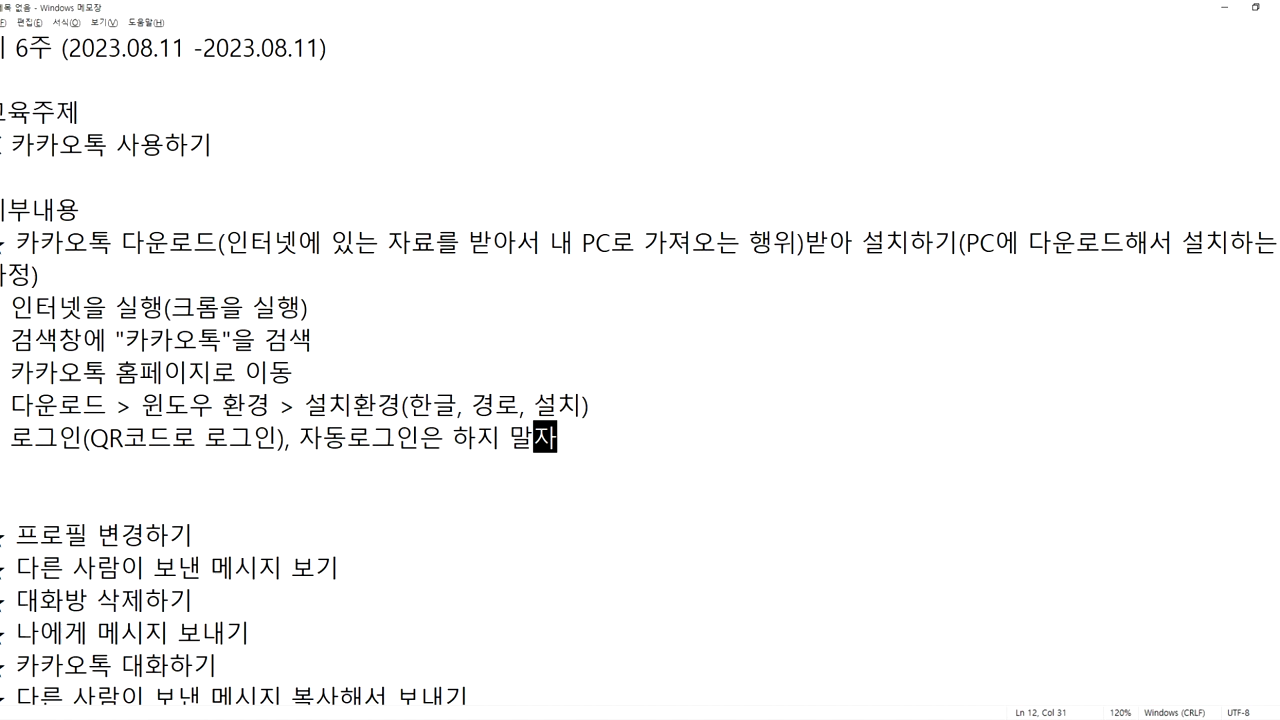 없음 - Windows 메모장
편집(E) 서식(O) 보기(V) 도움말(H)
6주 (2023.08.11 -2023.08.11)
카카오톡 사용하기
카카오톡 다운로드(인터넷에 있는 자료를 받아서 내 PC로 가져오는 행위)받아 설치하기(PC에 다운로드해서 설치하는
인터넷을 실행(크롬을 실행)
검색창에 "카카오톡"을 검색
카카오톡 홈페이지로 이동
다운로드 > 윈도우 환경 > 설치환경(한글, 경로, 설치)
로그인(QR코드로 로그인), 자동로그인은 하지 말자
프로필 변경하기
다른 사람이 보낸 메시지 보기
대화방 삭제하기
나에게 메시지 보내기
카카오톡 대화하기
다른 사람이 보낸 메시지 복사해서 보내기
Ln 12, Col 31 120% Windows (CRLF) UTF-8